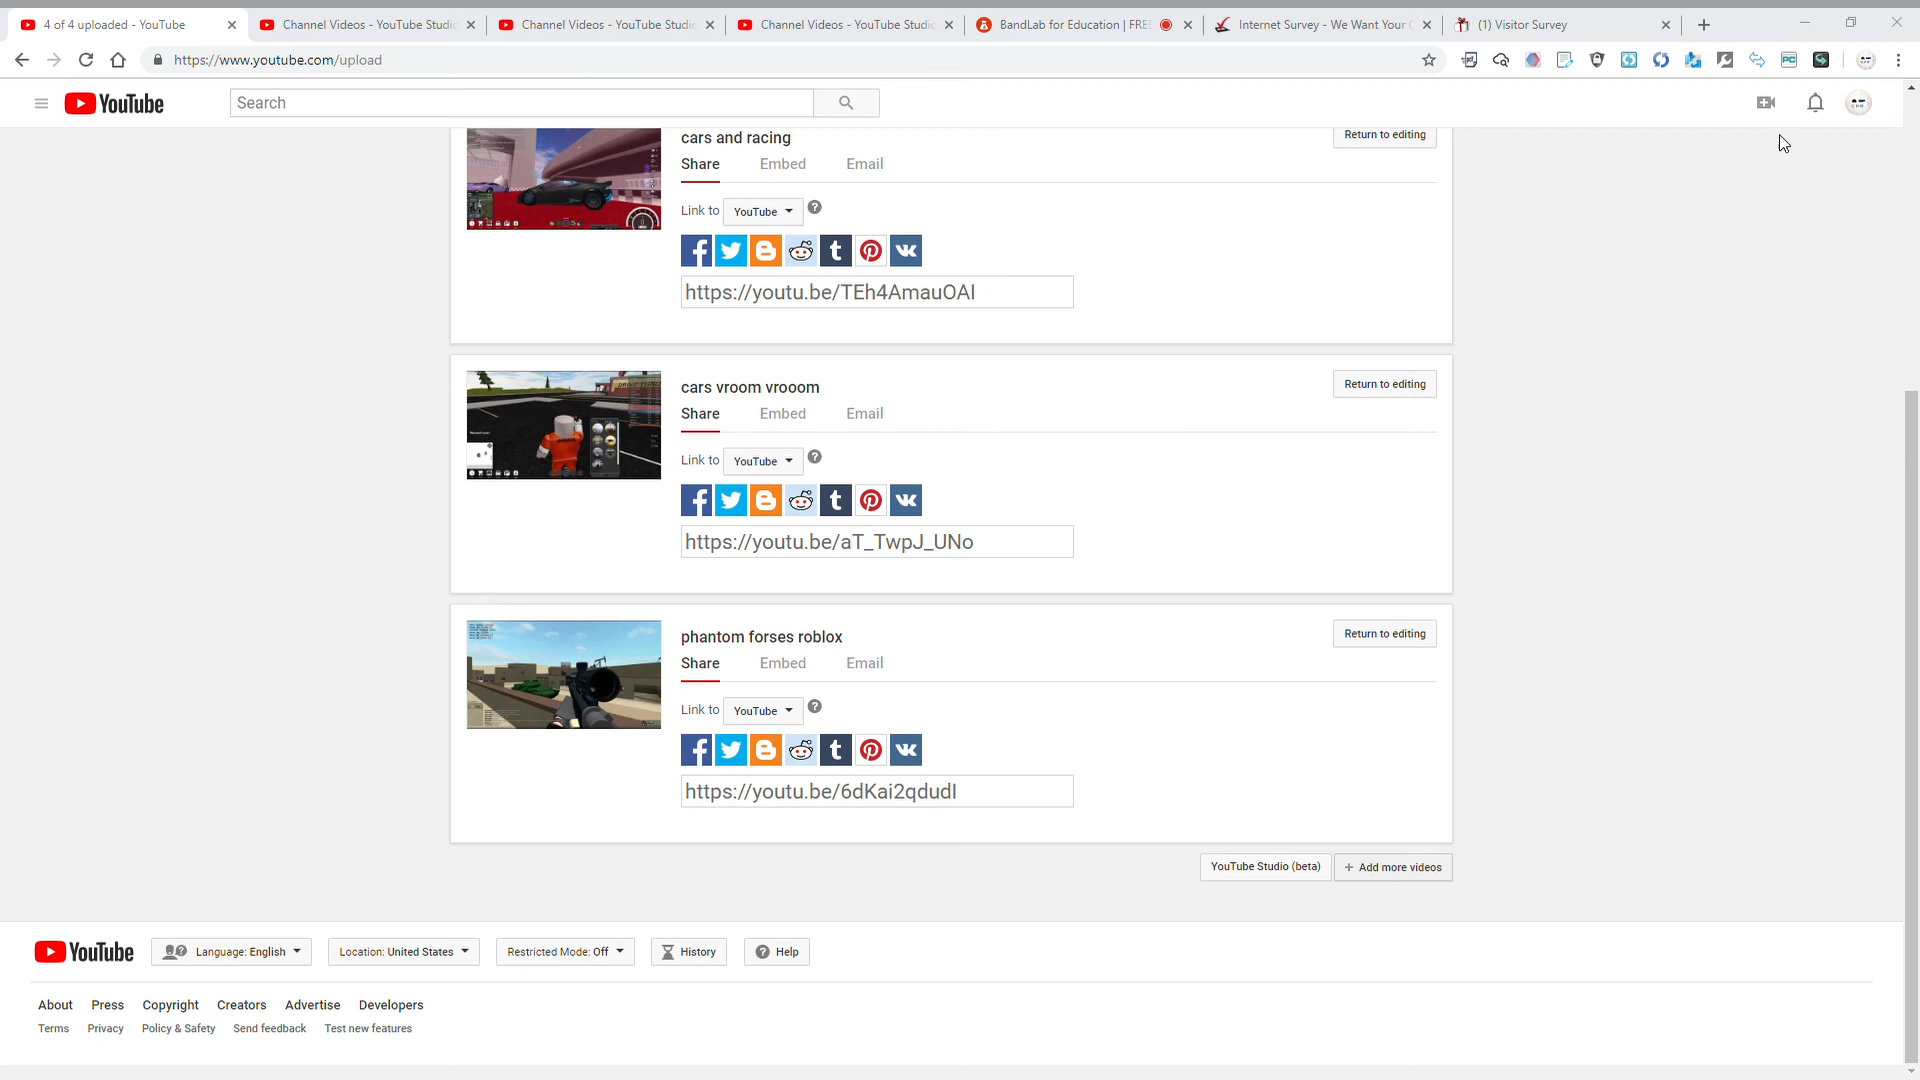 4 of 4 uploaded - YouTube
Channel Videos - YouTube Studio
Channel Videos - YouTube Studio
Channel Videos - YouTube Studio
BandLab for Education | FREE
Internet Survey - We Want Your
(1) Visitor Survey
https://www.youtube.com/upload
YouTube
Search
cars and racing
Return to editing
Share Embed Email
Link to YouTube
https://youtu.be/TEh4AmauOAI
cars vroom vrooom
Return to editing
Share Embed Email
Link to YouTube
https://youtu.be/aT_TwpJ_UNo
phantom forses roblox
Return to editing
Share Embed Email
Link to YouTube
https://youtu.be/6dKai2qdudI
YouTube Studio (beta)
+ Add more videos
YouTube
Language: English
Location: United States
Restricted Mode: Off
History
Help
About Press Copyright Creators Advertise Developers
Terms Privacy Policy & Safety Send feedback Test new features